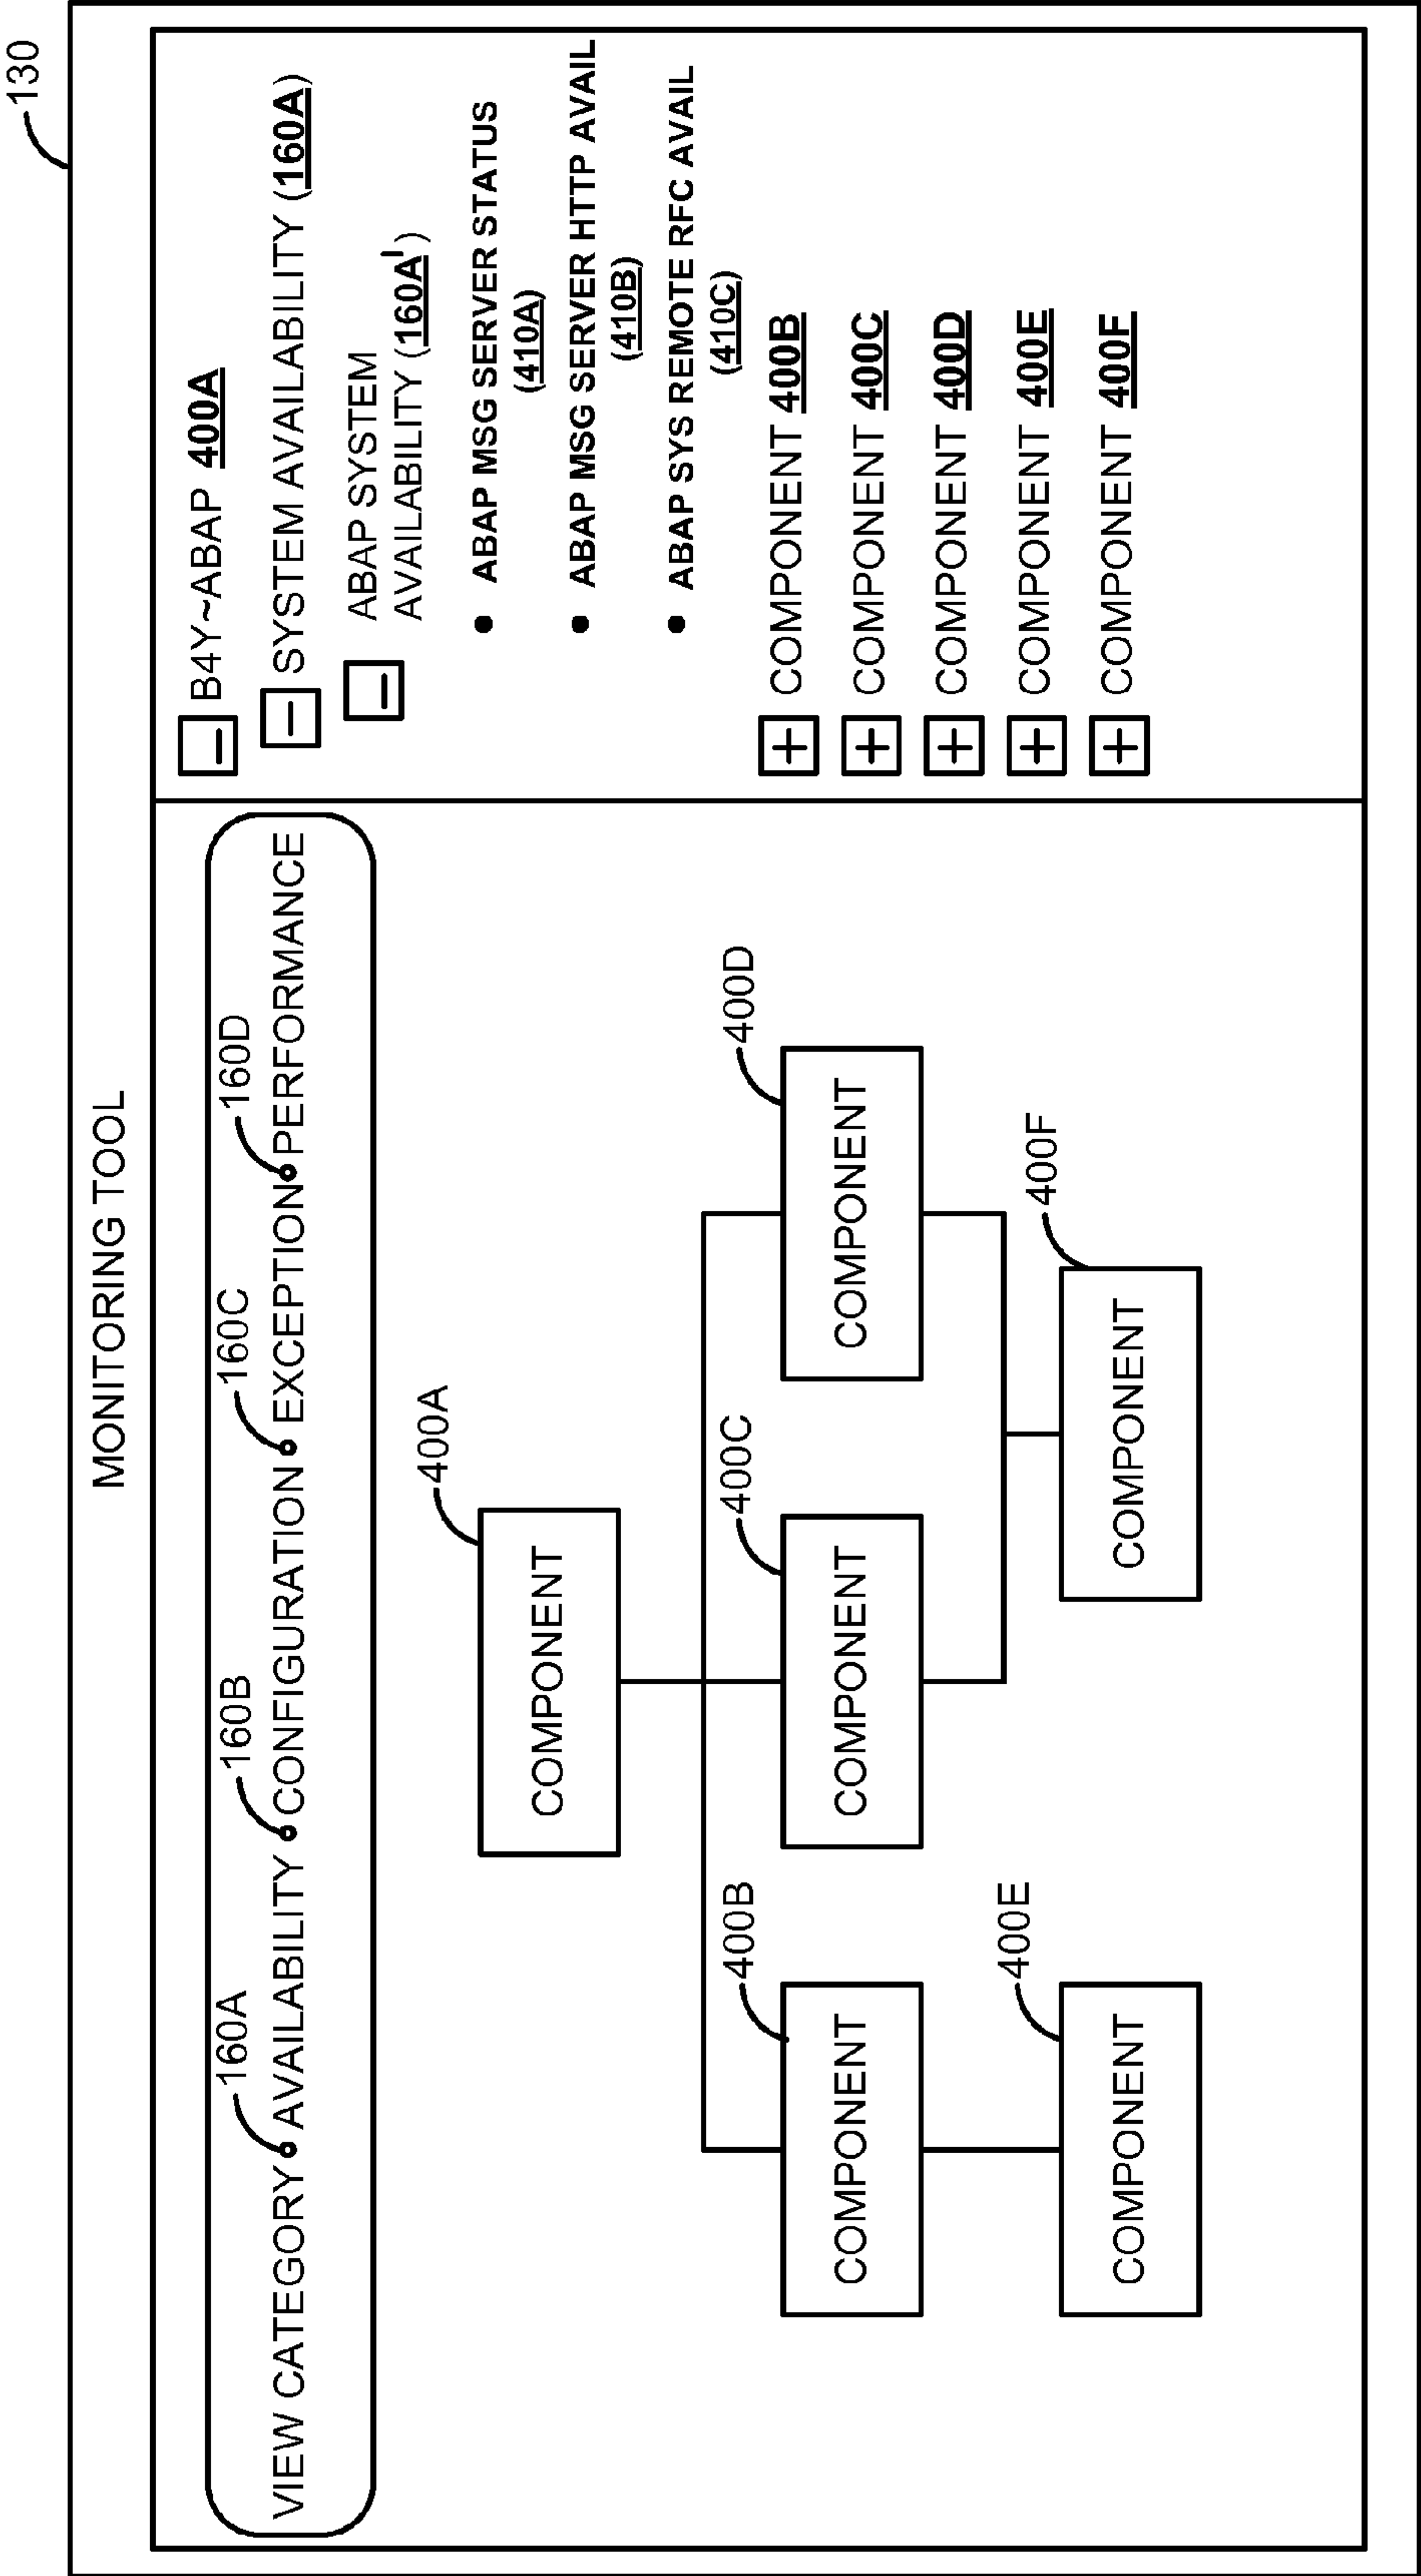 130
MONITORING TOOL
160A 160B 160C 160D
VIEW CATEGORY AVAILABILITY CONFIGURATION EXCEPTION PERFORMANCE
400A
COMPONENT
400B 400C 400D
COMPONENT COMPONENT COMPONENT
400E 400F
COMPONENT COMPONENT
B4Y~ABAP 400A
SYSTEM AVAILABILITY (160A)
ABAP SYSTEM
AVAILABILITY (160A')
• ABAP MSG SERVER STATUS
(410A)
• ABAP MSG SERVER HTTP AVAIL
(410B)
• ABAP SYS REMOTE RFC AVAIL
(410C)
COMPONENT 400B
COMPONENT 400C
COMPONENT 400D
COMPONENT 400E
COMPONENT 400F